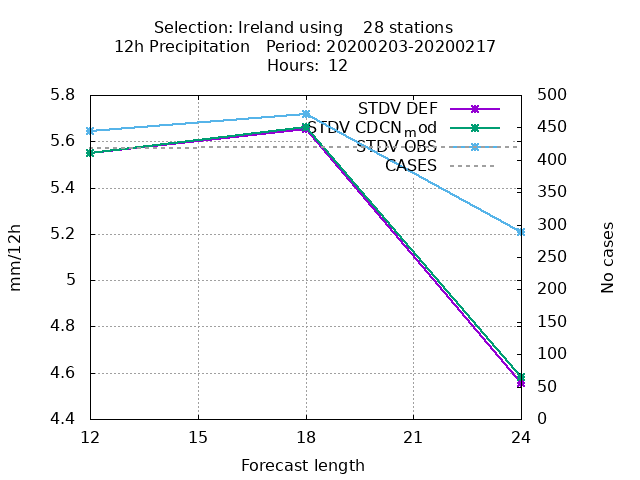 Selection: Ireland using    28 stations
12h Precipitation   Period: 20200203-20200217
Hours: 12
STDV DEF
STDV CDCNmod
STDV OBS
CASES
mm/12h
5.8
5.6
5.4
5.2
5
4.8
4.6
4.4
500
450
400
350
300
250
200
150
100
50
0
No cases
12 15 18 21 24
Forecast length